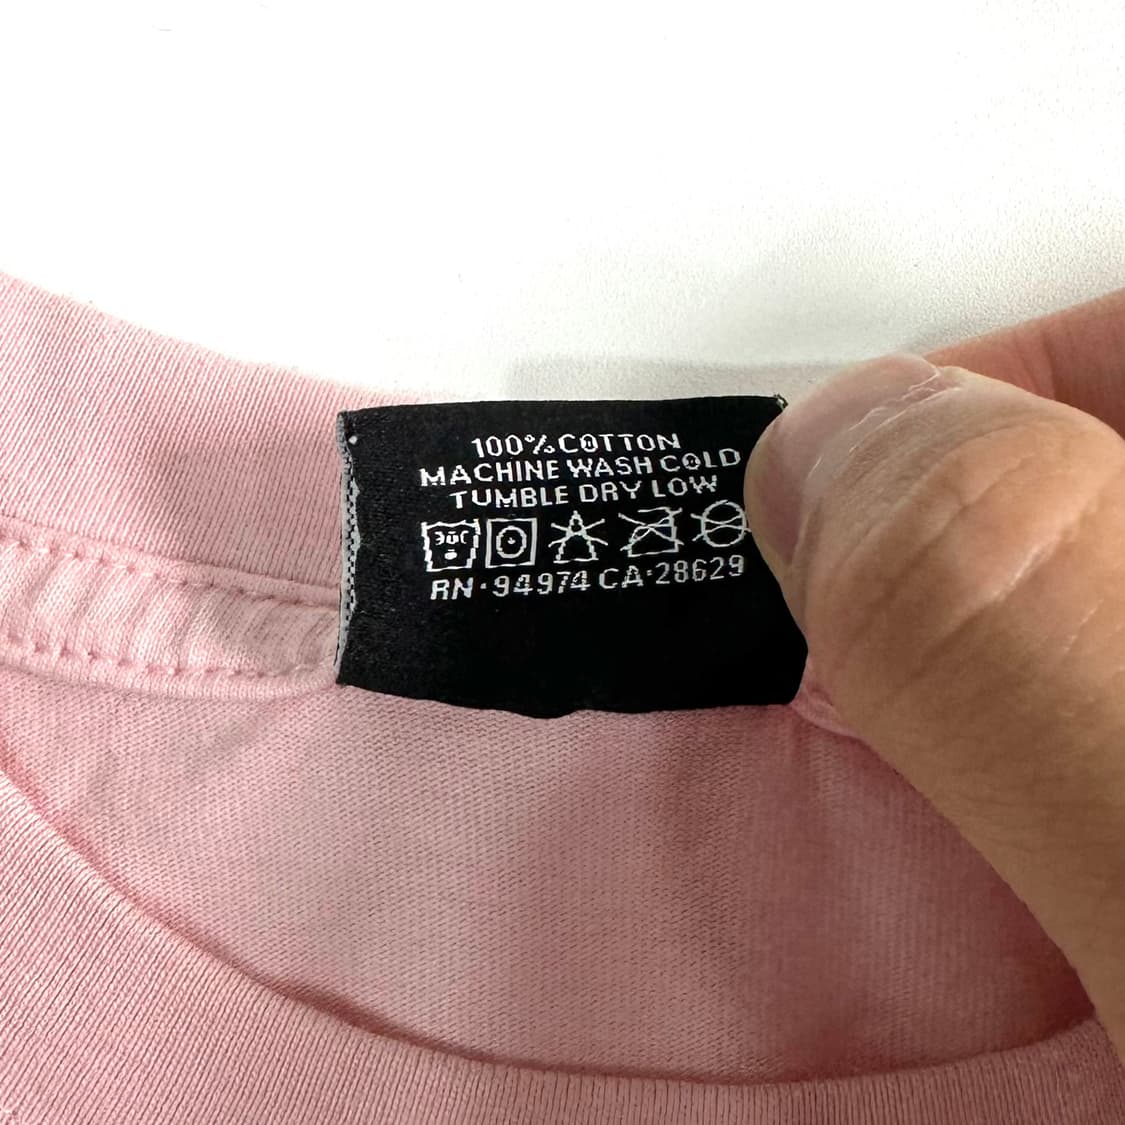 100% COTTON
MACHINE WASH COLD
TUMBLE DRY LOW
RN·94974 CA·28629